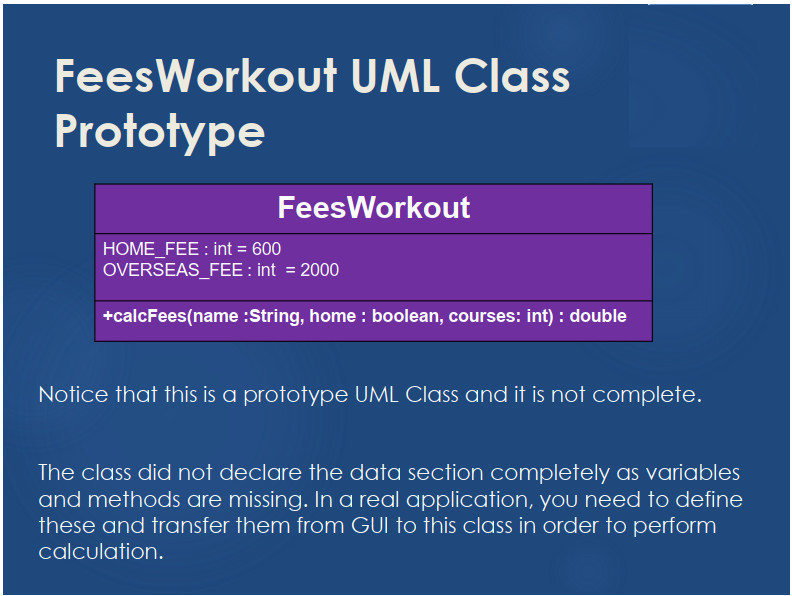 FeesWorkout UML Class
Prototype
FeesWorkout
HOME_FEE : int = 600
OVERSEAS_FEE : int  = 2000
+calcFees(name :String, home : boolean, courses: int) : double
Notice that this is a prototype UML Class and it is not complete.
The class did not declare the data section completely as variables
and methods are missing. In a real application, you need to define
these and transfer them from GUI to this class in order to perform
calculation.